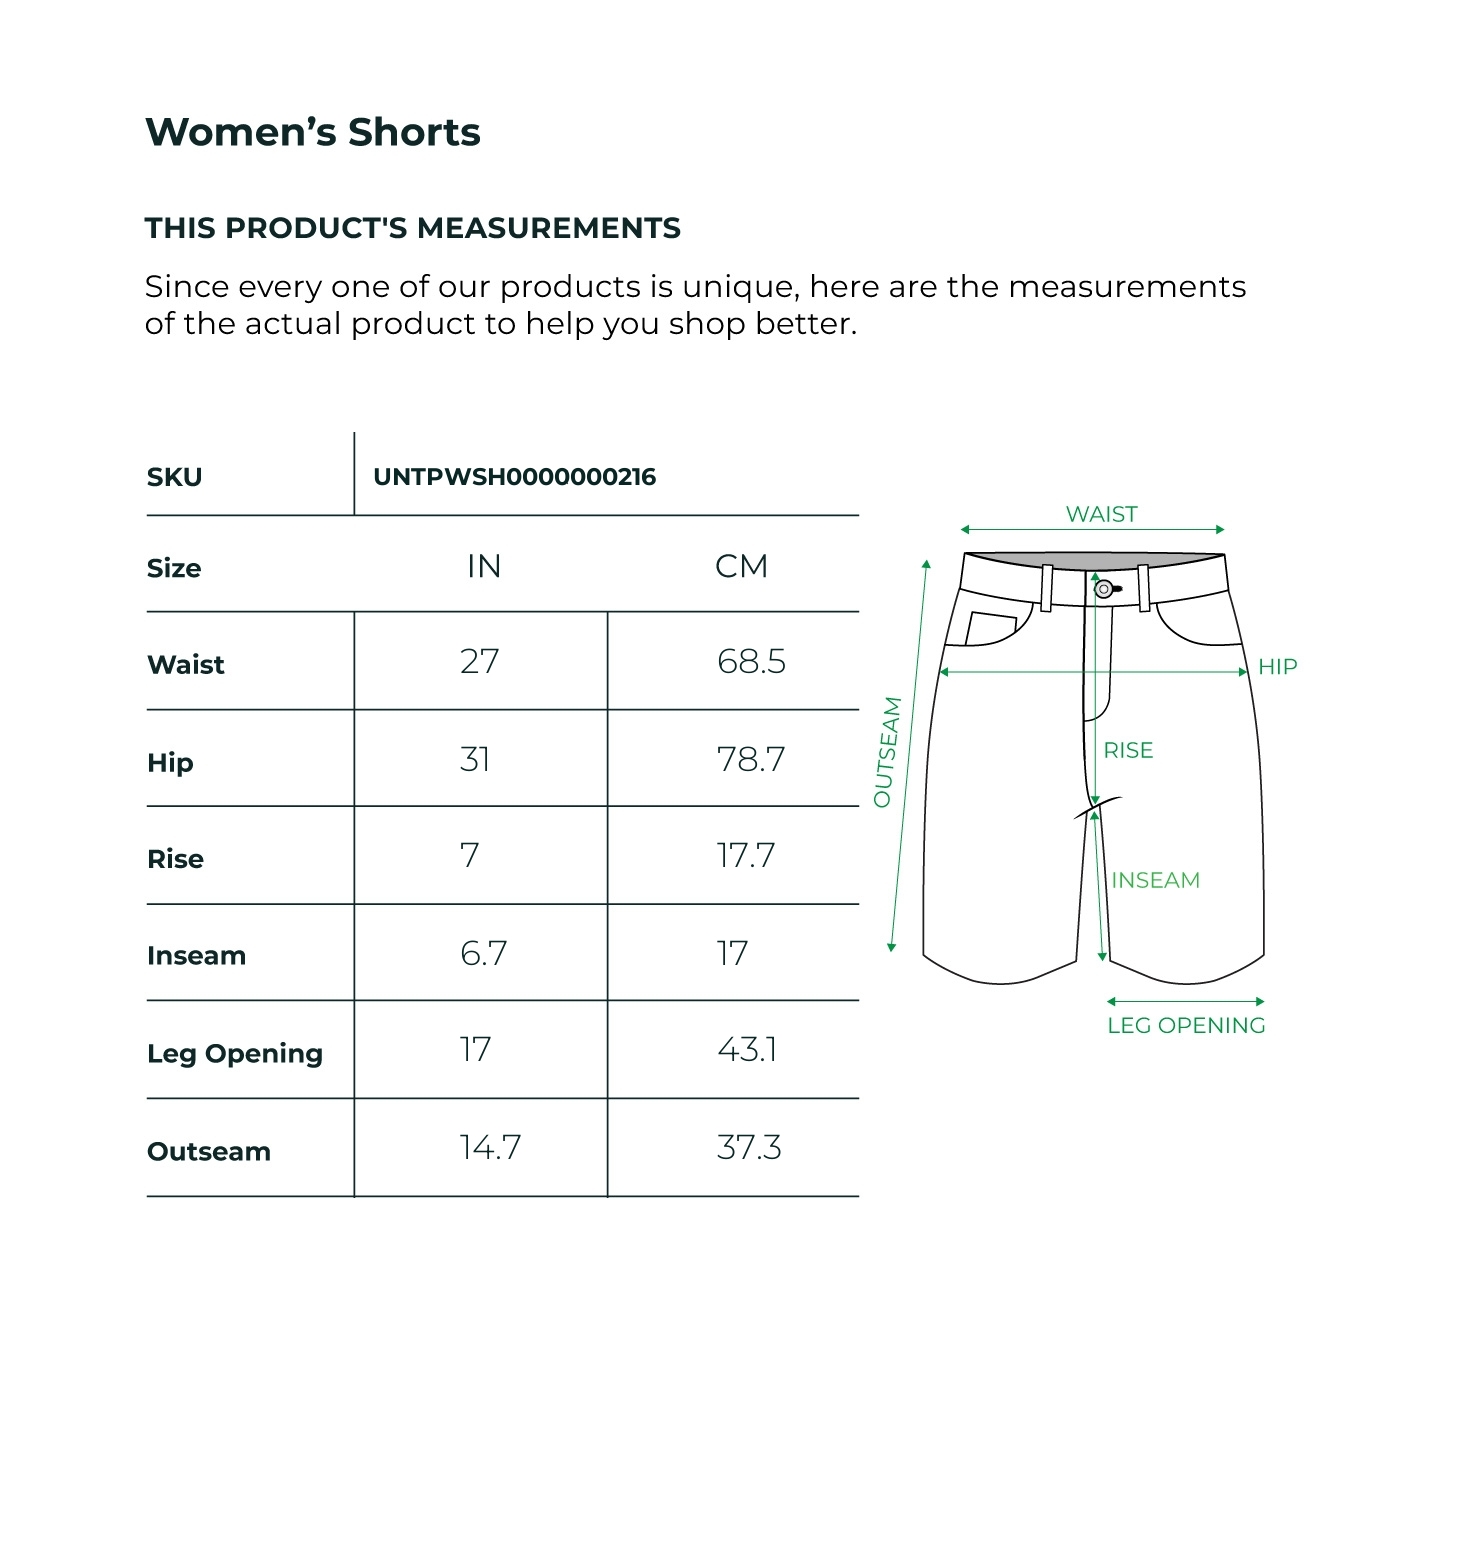 Women’s Shorts
THIS PRODUCT'S MEASUREMENTS
Since every one of our products is unique, here are the measurements
of the actual product to help you shop better.
SKU UNTPWSH0000000216
Size IN CM
Waist 27 68.5
Hip 31 78.7
Rise 7 17.7
Inseam 6.7 17
Leg Opening 17 43.1
Outseam 14.7 37.3
WAIST
HIP
OUTSEAM
RISE
INSEAM
LEG OPENING